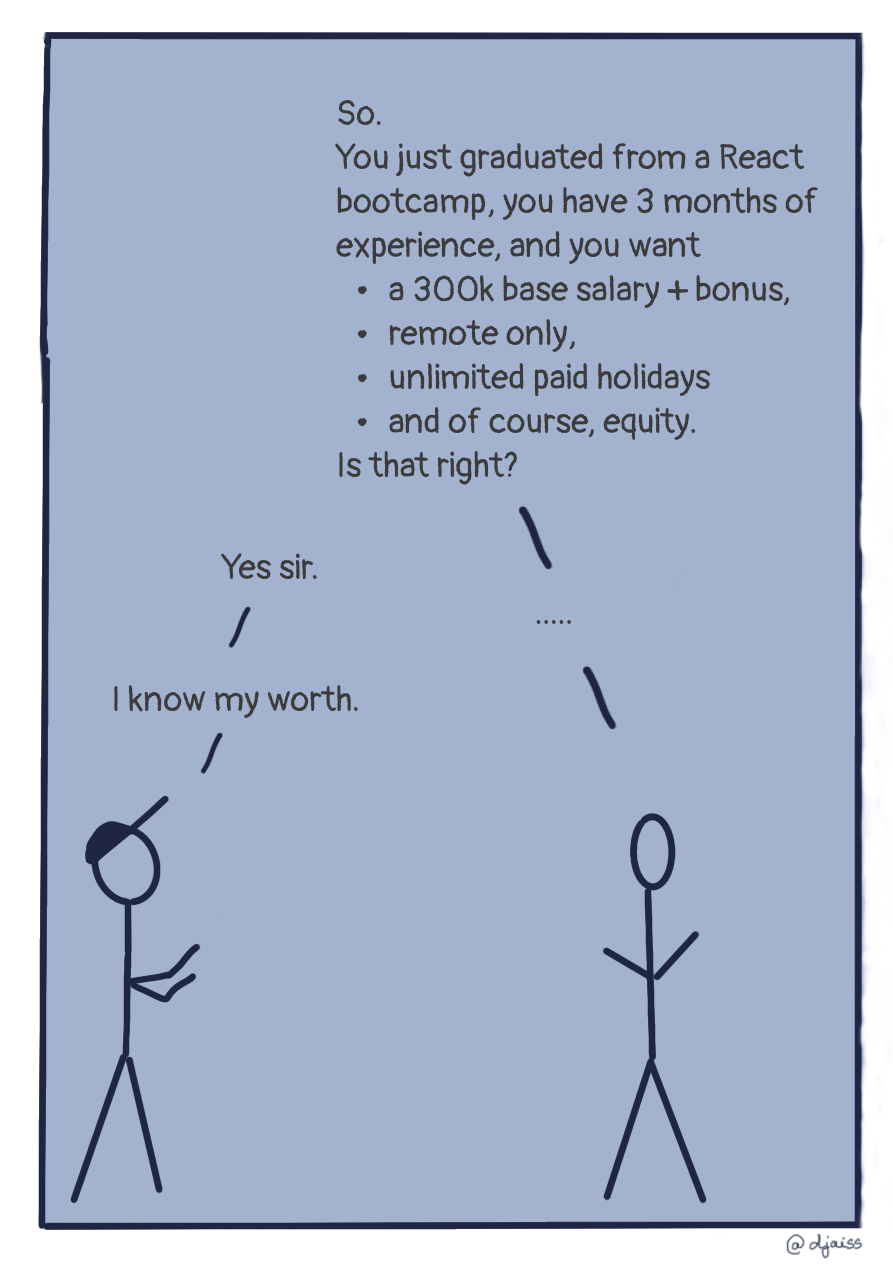 So.
You just graduated from a React
bootcamp, you have 3 months of
experience, and you want
• a 300k base salary + bonus,
• remote only,
• unlimited paid holidays
• and of course, equity.
Is that right?
Yes sir.
.....
I know my worth.
@djaiss